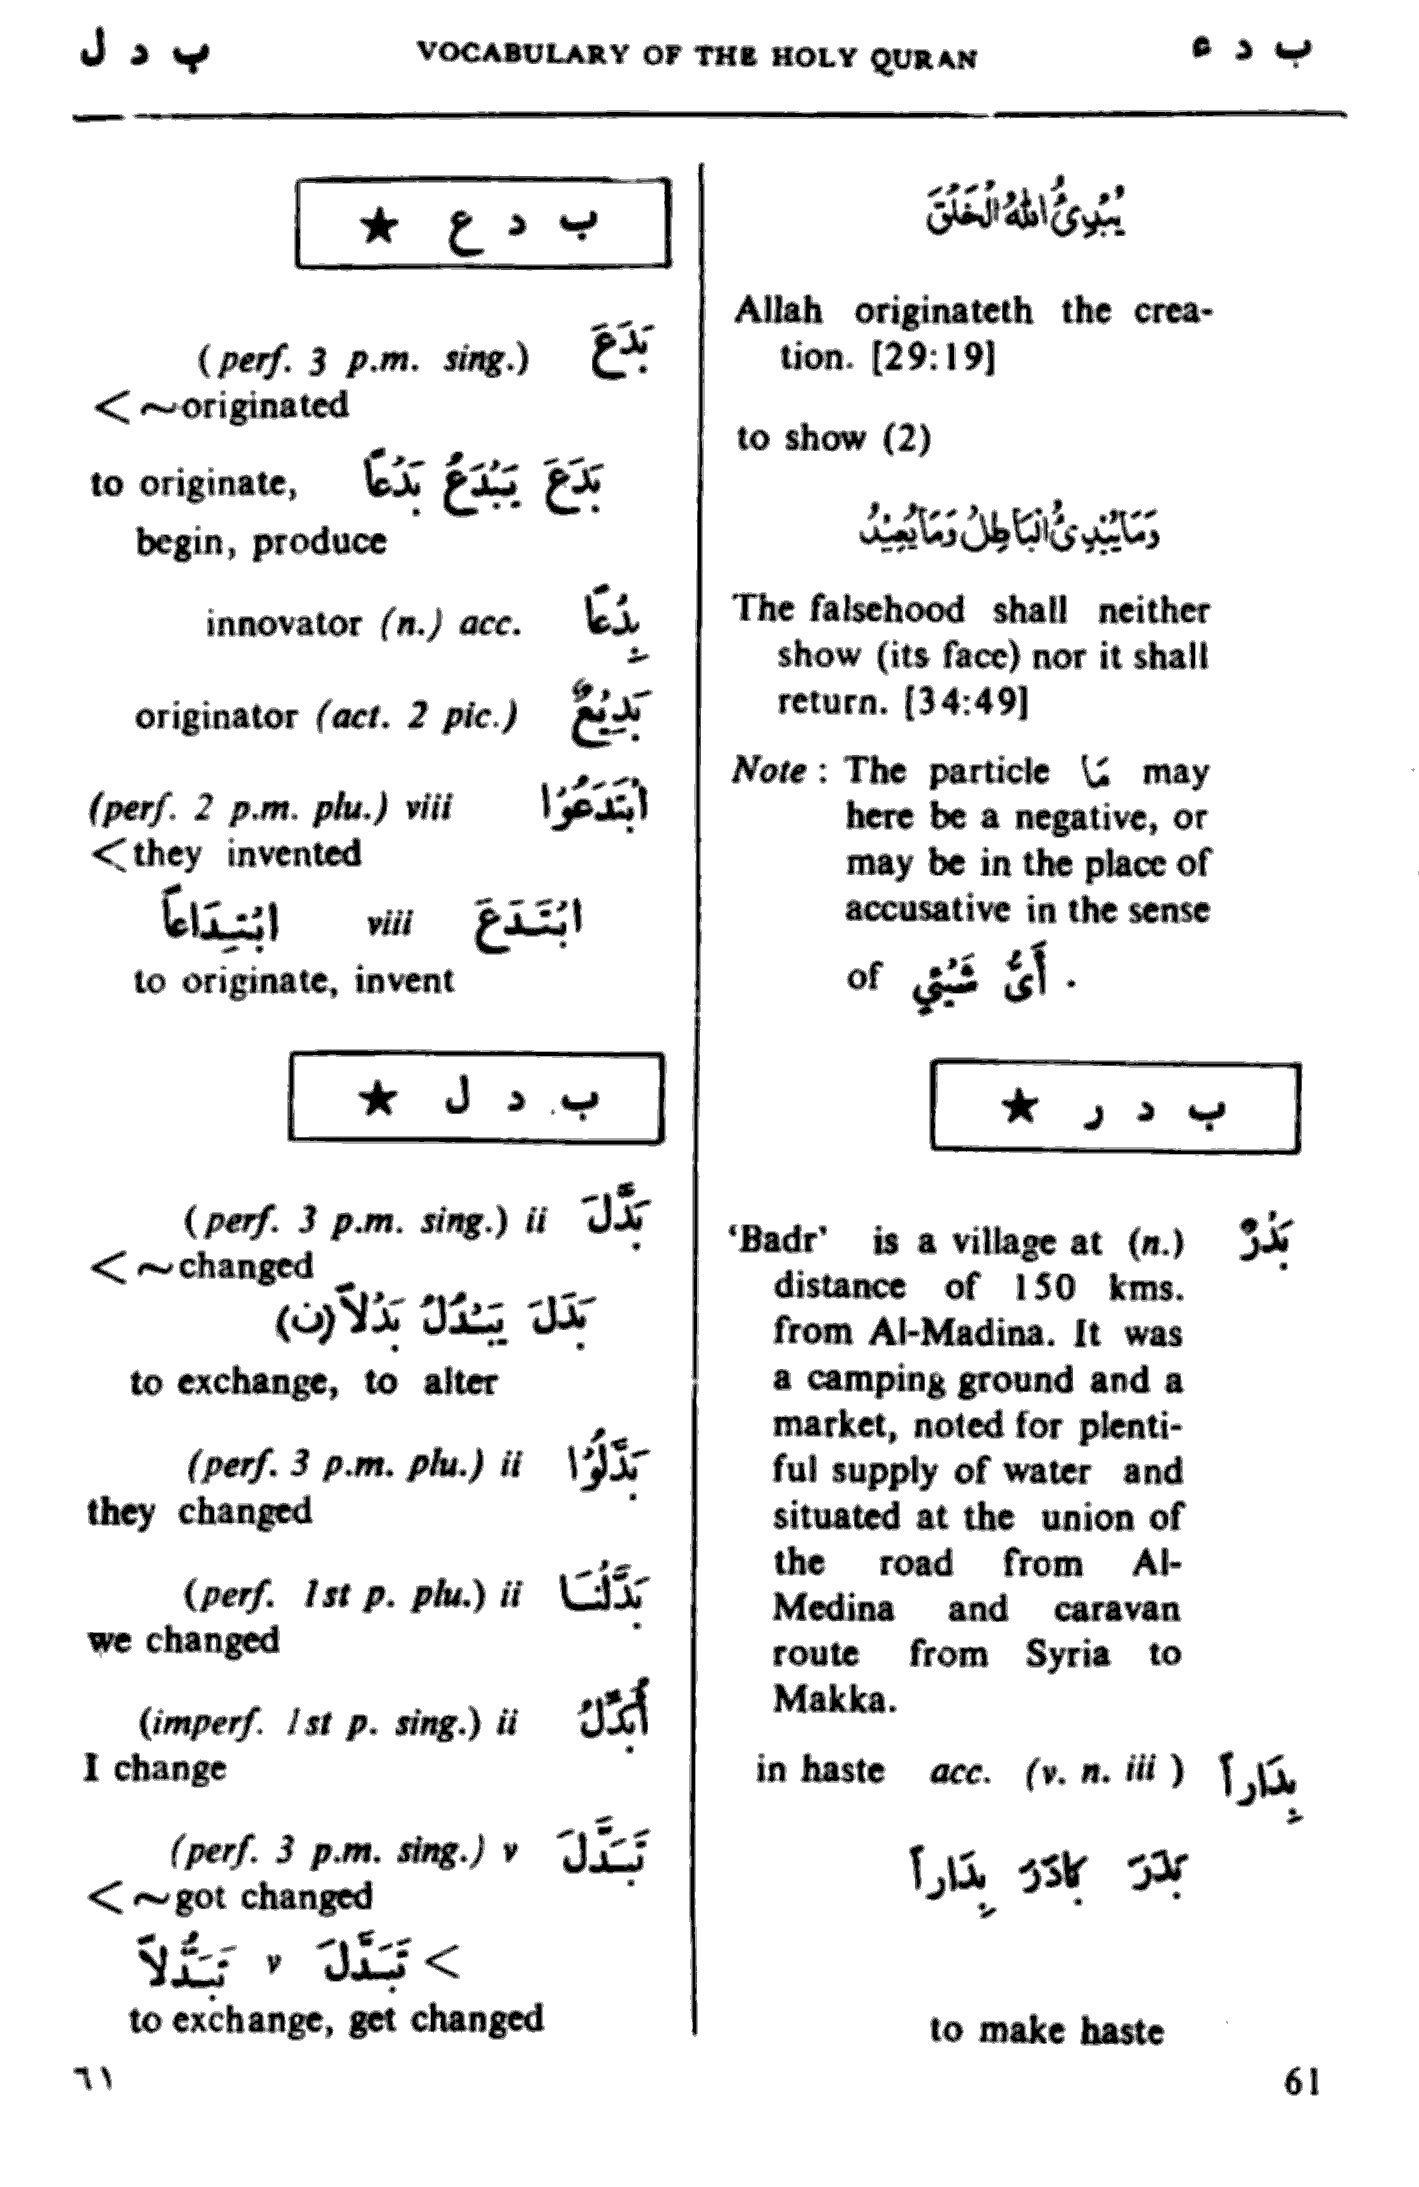 ب د ل VOCABULARY OF THE HOLY QURAN ب د ء
يُبْدِئُ اللهُ الْخَلْقَ
Allah originateth the crea-
tion. [29:19]
to show (2)
وَمَا يُبْدِئُ الْبَاطِلُ وَمَا يُعِيْدُ
The falsehood shall neither
show (its face) nor it shall
return. [34:49]
Note : The particle مَا may
here be a negative, or
may be in the place of
accusative in the sense
of أَىُّ شَيْئٍ .
ب د ر ★
‘Badr’ is a village at (n.) بَدْرٌ
distance of 150 kms.
from Al-Madina. It was
a camping ground and a
market, noted for plenti-
ful supply of water and
situated at the union of
the road from Al-
Medina and caravan
route from Syria to
Makka.
in haste acc. (v. n. iii ) بِدَاراً
بَدَرَ بَادَرَ بِدَاراً
to make haste
ب د ع ★
(perf. 3 p.m. sing.) بَدَعَ
< ~originated
to originate, بَدَعَ يَبْدَعُ بَدْعاً
begin, produce
innovator (n.) acc. بِدْعاً
originator (act. 2 pic.) بَدِيْعٌ
(perf. 2 p.m. plu.) viii ابْتَدَعُوْا
<they invented
ابْتَدَعَ viii ابْتِدَاعاً
to originate, invent
ب د ل ★
(perf. 3 p.m. sing.) ii بَدَّلَ
< ~changed
بَدَلَ يَبْدُلُ بَدْلاً (ن)
to exchange, to alter
(perf. 3 p.m. plu.) ii بَدَّلُوْا
they changed
(perf. 1st p. plu.) ii بَدَّلْنَا
we changed
(imperf. 1st p. sing.) ii أُبَدِّلُ
I change
(perf. 3 p.m. sing.) v تَبَدَّلَ
< ~got changed
< تَبَدَّلَ v تَبَدُّلاً
to exchange, get changed
٦١ 61